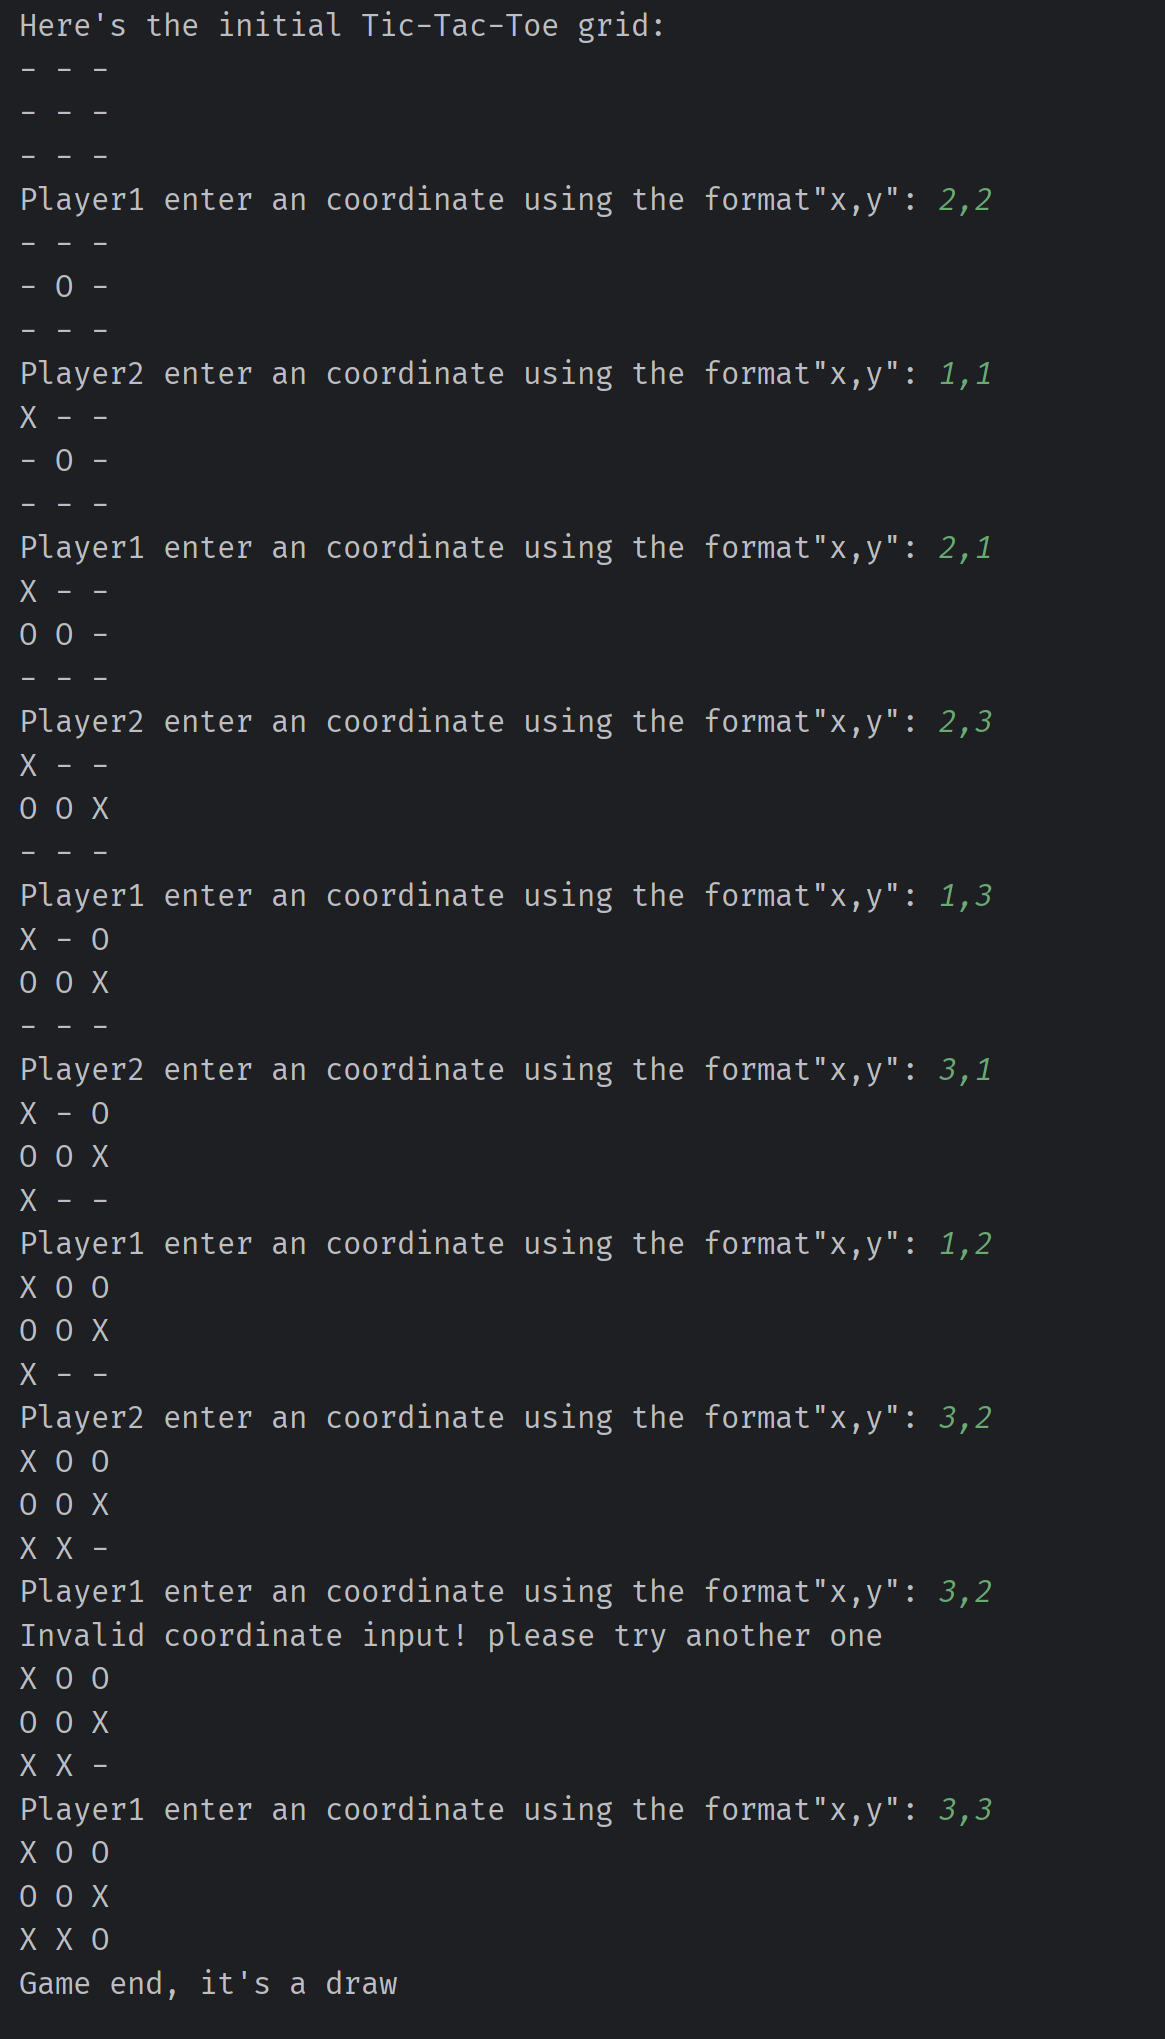 Here's the initial Tic-Tac-Toe grid:
- - -
- - -
- - -
Player1 enter an coordinate using the format"x,y": 2,2
- - -
- O -
- - -
Player2 enter an coordinate using the format"x,y": 1,1
X - -
- O -
- - -
Player1 enter an coordinate using the format"x,y": 2,1
X - -
O O -
- - -
Player2 enter an coordinate using the format"x,y": 2,3
X - -
O O X
- - -
Player1 enter an coordinate using the format"x,y": 1,3
X - O
O O X
- - -
Player2 enter an coordinate using the format"x,y": 3,1
X - O
O O X
X - -
Player1 enter an coordinate using the format"x,y": 1,2
X O O
O O X
X - -
Player2 enter an coordinate using the format"x,y": 3,2
X O O
O O X
X X -
Player1 enter an coordinate using the format"x,y": 3,2
Invalid coordinate input! please try another one
X O O
O O X
X X -
Player1 enter an coordinate using the format"x,y": 3,3
X O O
O O X
X X O
Game end, it's a draw